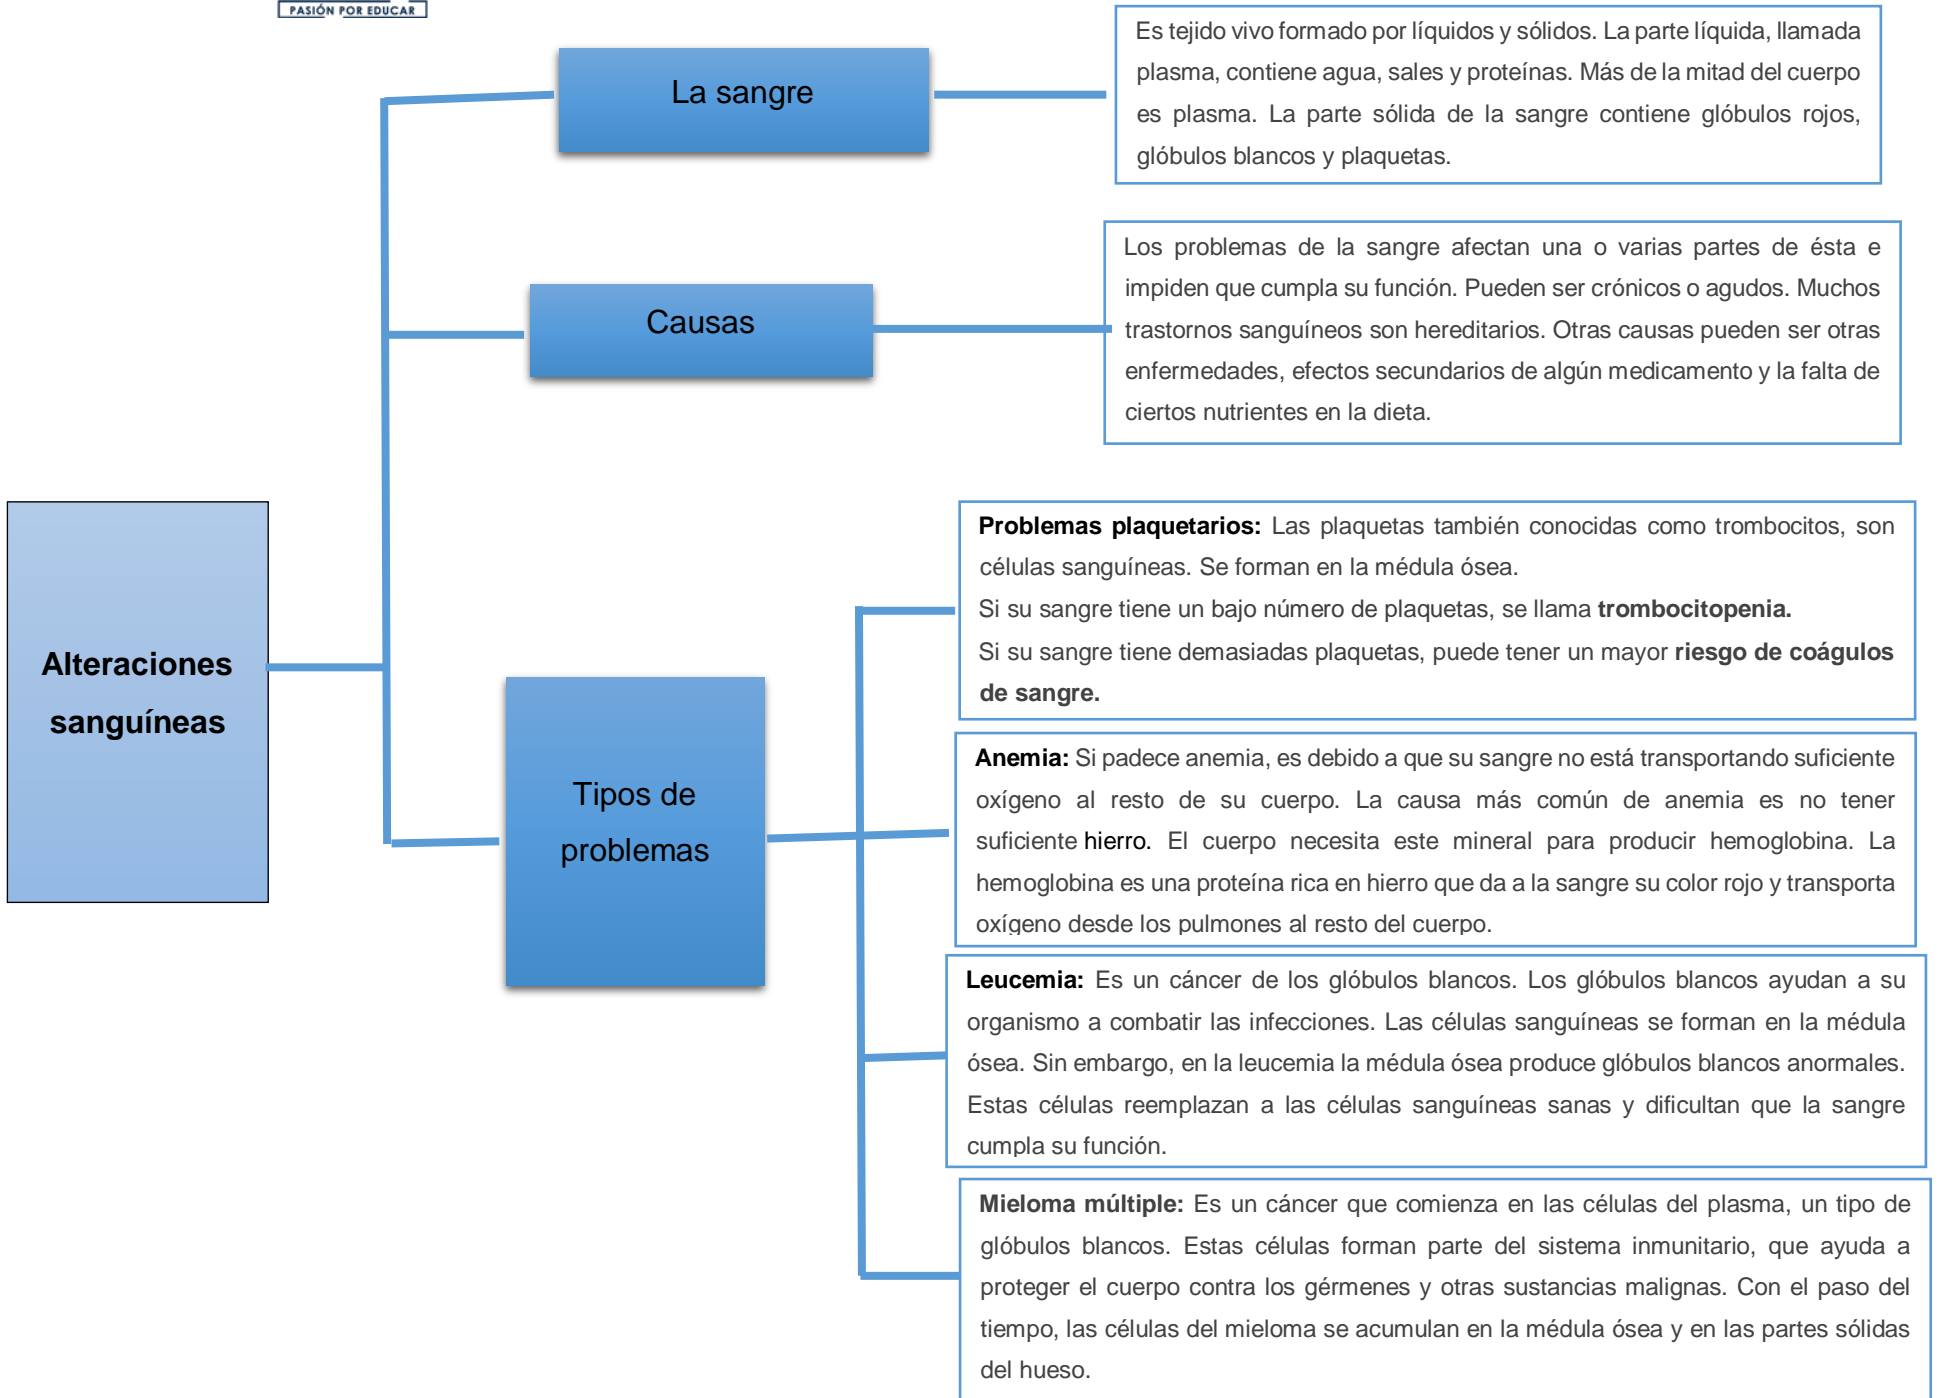 PASIÓN POR EDUCAR
La sangre
Es tejido vivo formado por líquidos y sólidos. La parte líquida, llamada
plasma, contiene agua, sales y proteínas. Más de la mitad del cuerpo
es plasma. La parte sólida de la sangre contiene glóbulos rojos,
glóbulos blancos y plaquetas.
Causas
Los problemas de la sangre afectan una o varias partes de ésta e
impiden que cumpla su función. Pueden ser crónicos o agudos. Muchos
trastornos sanguíneos son hereditarios. Otras causas pueden ser otras
enfermedades, efectos secundarios de algún medicamento y la falta de
ciertos nutrientes en la dieta.
Alteraciones
sanguíneas
Tipos de
problemas
Problemas plaquetarios: Las plaquetas también conocidas como trombocitos, son
células sanguíneas. Se forman en la médula ósea.
Si su sangre tiene un bajo número de plaquetas, se llama trombocitopenia.
Si su sangre tiene demasiadas plaquetas, puede tener un mayor riesgo de coágulos
de sangre.
Anemia: Si padece anemia, es debido a que su sangre no está transportando suficiente
oxígeno al resto de su cuerpo. La causa más común de anemia es no tener
suficiente hierro. El cuerpo necesita este mineral para producir hemoglobina. La
hemoglobina es una proteína rica en hierro que da a la sangre su color rojo y transporta
oxígeno desde los pulmones al resto del cuerpo.
Leucemia: Es un cáncer de los glóbulos blancos. Los glóbulos blancos ayudan a su
organismo a combatir las infecciones. Las células sanguíneas se forman en la médula
ósea. Sin embargo, en la leucemia la médula ósea produce glóbulos blancos anormales.
Estas células reemplazan a las células sanguíneas sanas y dificultan que la sangre
cumpla su función.
Mieloma múltiple: Es un cáncer que comienza en las células del plasma, un tipo de
glóbulos blancos. Estas células forman parte del sistema inmunitario, que ayuda a
proteger el cuerpo contra los gérmenes y otras sustancias malignas. Con el paso del
tiempo, las células del mieloma se acumulan en la médula ósea y en las partes sólidas
del hueso.